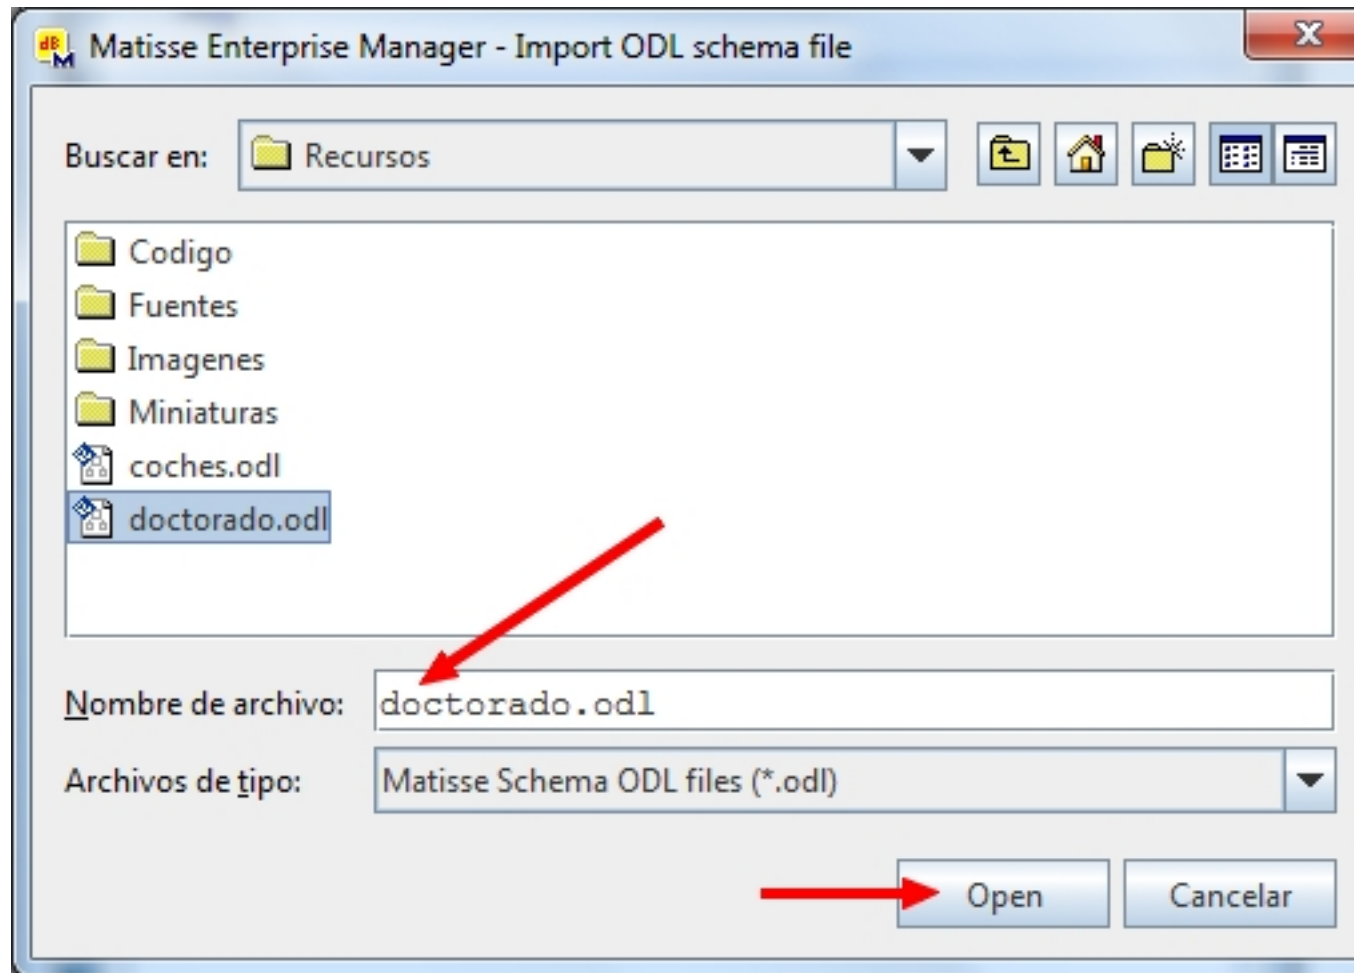 Matisse Enterprise Manager - Import ODL schema file
Buscar en: Recursos
Codigo
Fuentes
Imagenes
Miniaturas
coches.odl
doctorado.odl
Nombre de archivo: doctorado.odl
Archivos de tipo: Matisse Schema ODL files (*.odl)
Open Cancelar